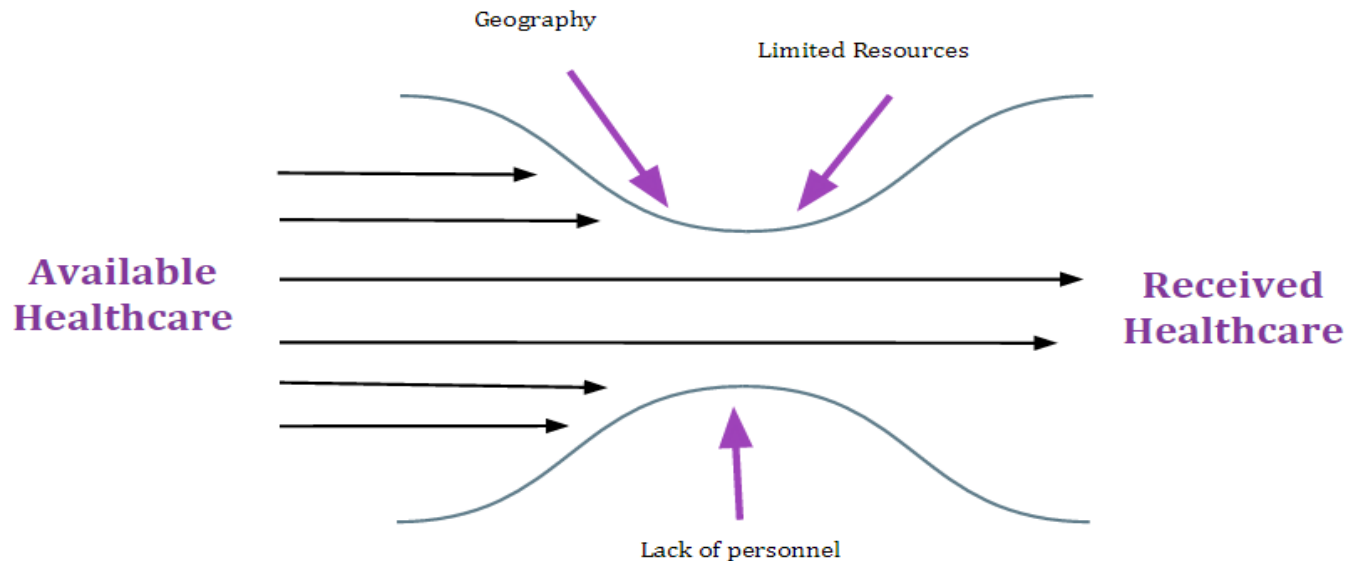 Geography
Limited Resources
Available
Healthcare
Received
Healthcare
Lack of personnel